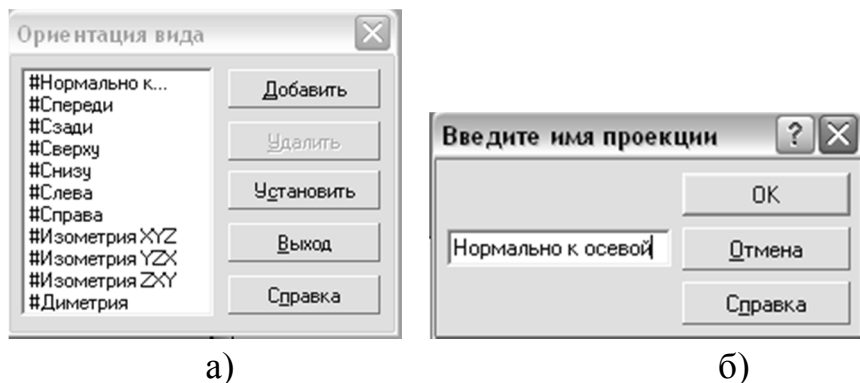 Ориентация вида
#Нормально к...
#Спереди
#Сзади
#Сверху
#Снизу
#Слева
#Справа
#Изометрия XYZ
#Изометрия YZX
#Изометрия ZXY
#Диметрия
Добавить
Удалить
Установить
Выход
Справка
а)
Введите имя проекции
Нормально к осевой
OK
Отмена
Справка
б)